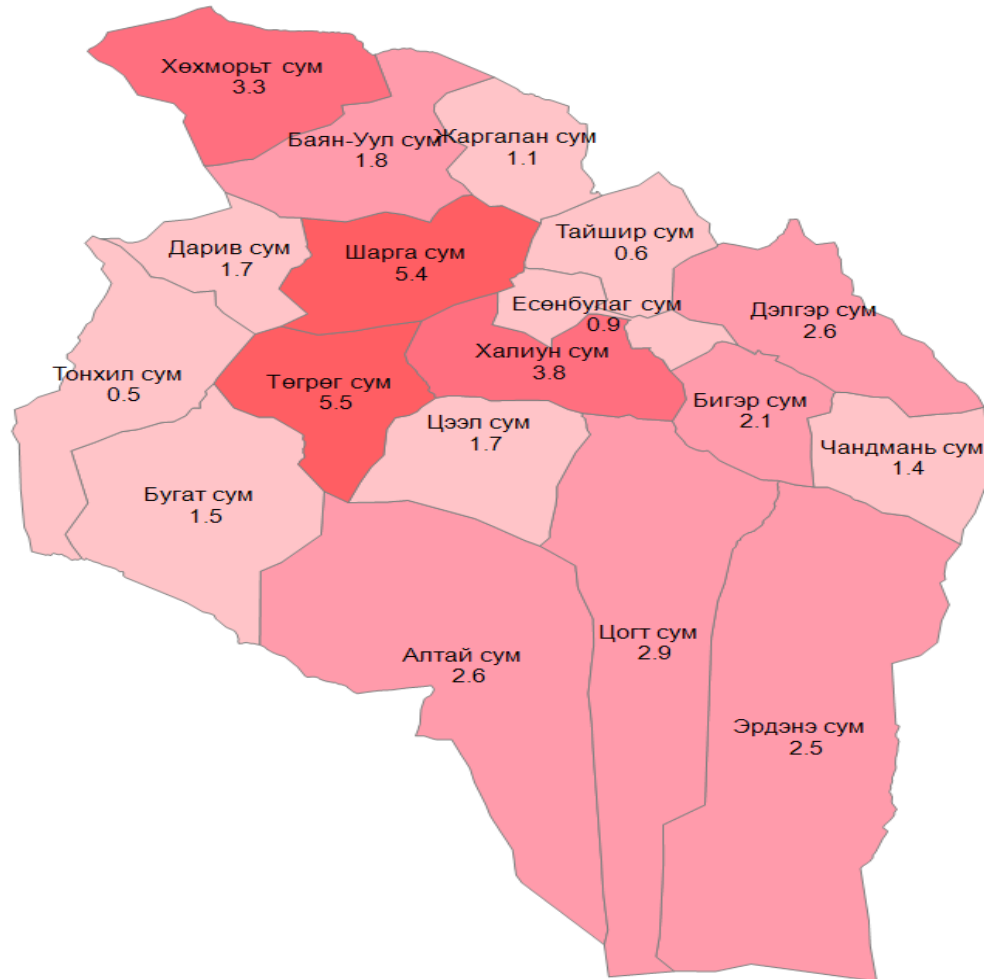 Хөхморьт сум
3.3
Баян-Уул сум
1.8
Жаргалан сум
1.1
Дарив сум
1.7
Шарга сум
5.4
Тайшир сум
0.6
Есөнбулаг сум
0.9
Дэлгэр сум
2.6
Тонхил сум
0.5
Төгрөг сум
5.5
Халиун сум
3.8
Цээл сум
1.7
Бигэр сум
2.1
Чандмань сум
1.4
Бугат сум
1.5
Алтай сум
2.6
Цогт сум
2.9
Эрдэнэ сум
2.5